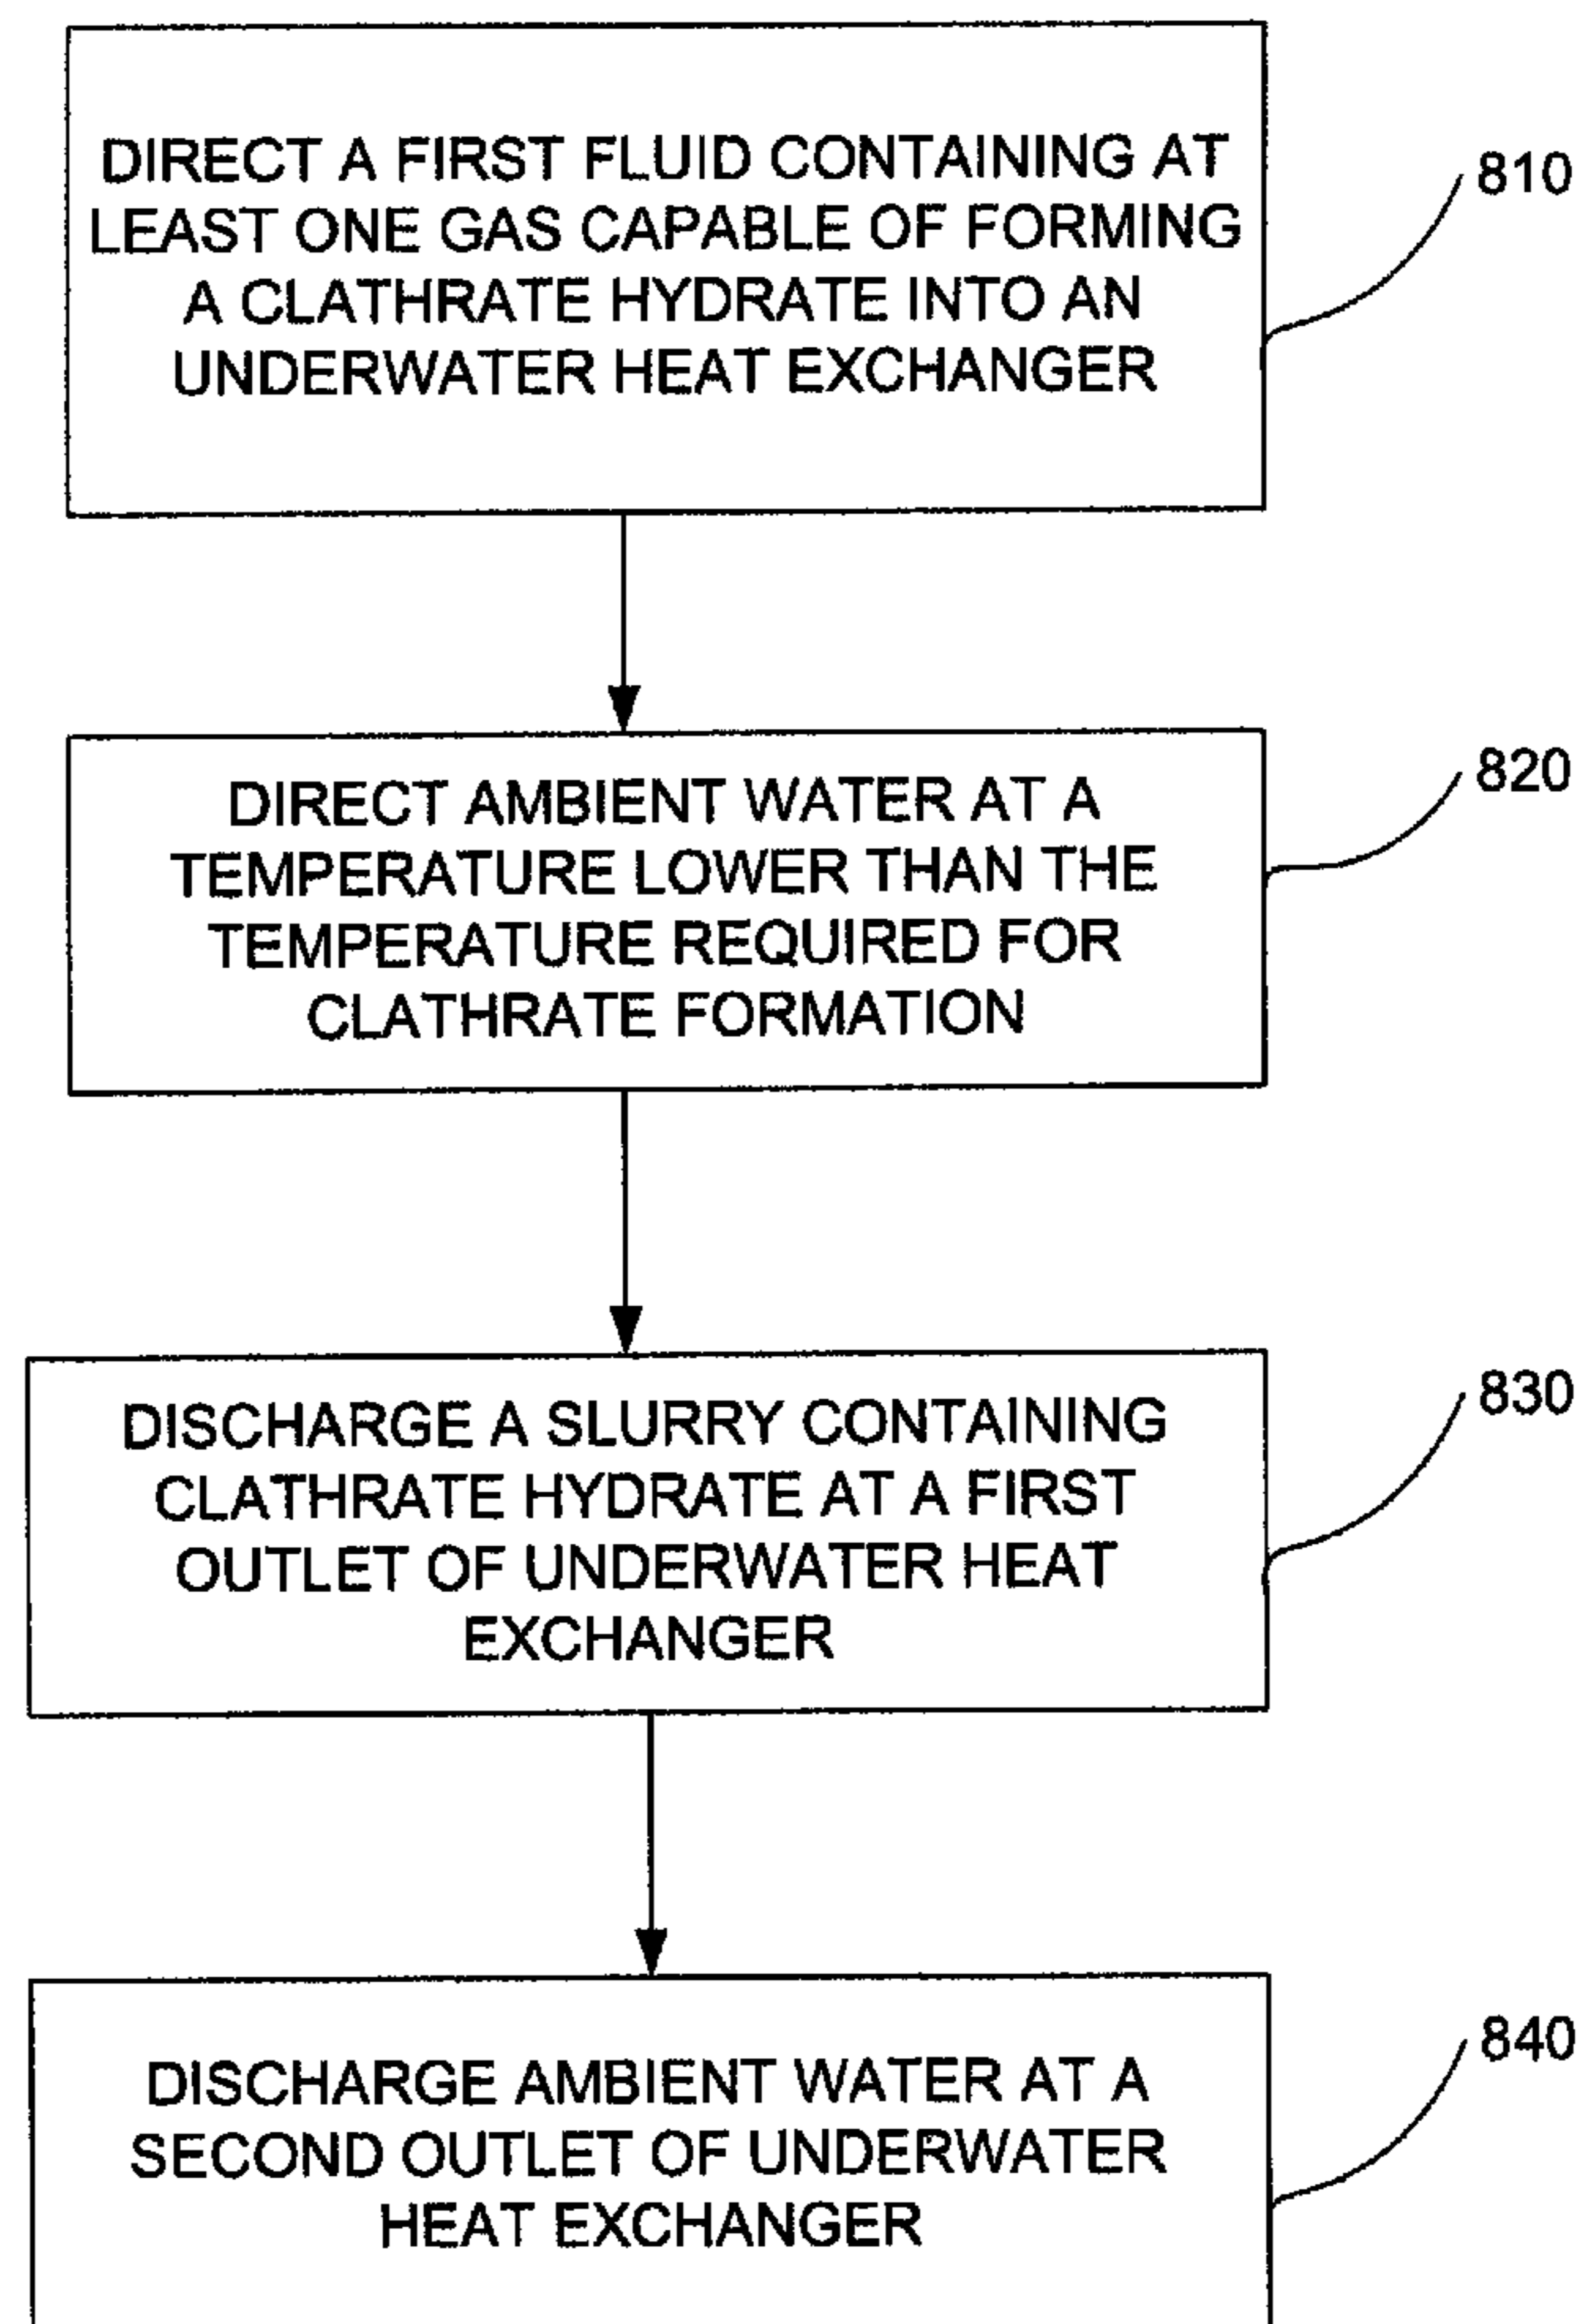 DIRECT A FIRST FLUID CONTAINING AT
LEAST ONE GAS CAPABLE OF FORMING
A CLATHRATE HYDRATE INTO AN
UNDERWATER HEAT EXCHANGER
810
DIRECT AMBIENT WATER AT A
TEMPERATURE LOWER THAN THE
TEMPERATURE REQUIRED FOR
CLATHRATE FORMATION
820
DISCHARGE A SLURRY CONTAINING
CLATHRATE HYDRATE AT A FIRST
OUTLET OF UNDERWATER HEAT
EXCHANGER
830
DISCHARGE AMBIENT WATER AT A
SECOND OUTLET OF UNDERWATER
HEAT EXCHANGER
840